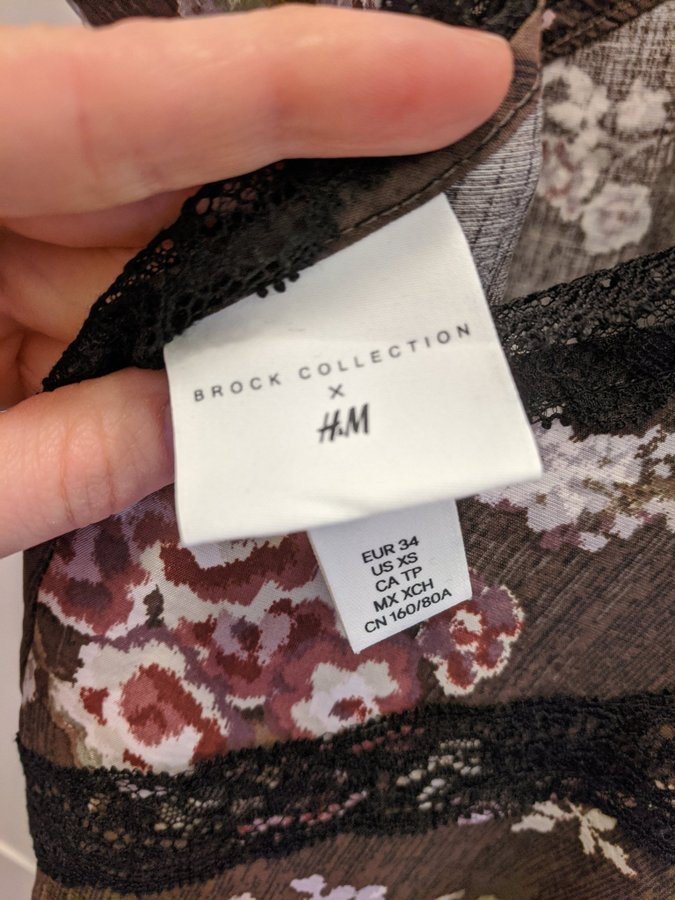 BROCK COLLECTION
×
H&M
EUR 34
US XS
CA TP
MX XCH
CN 160/80A